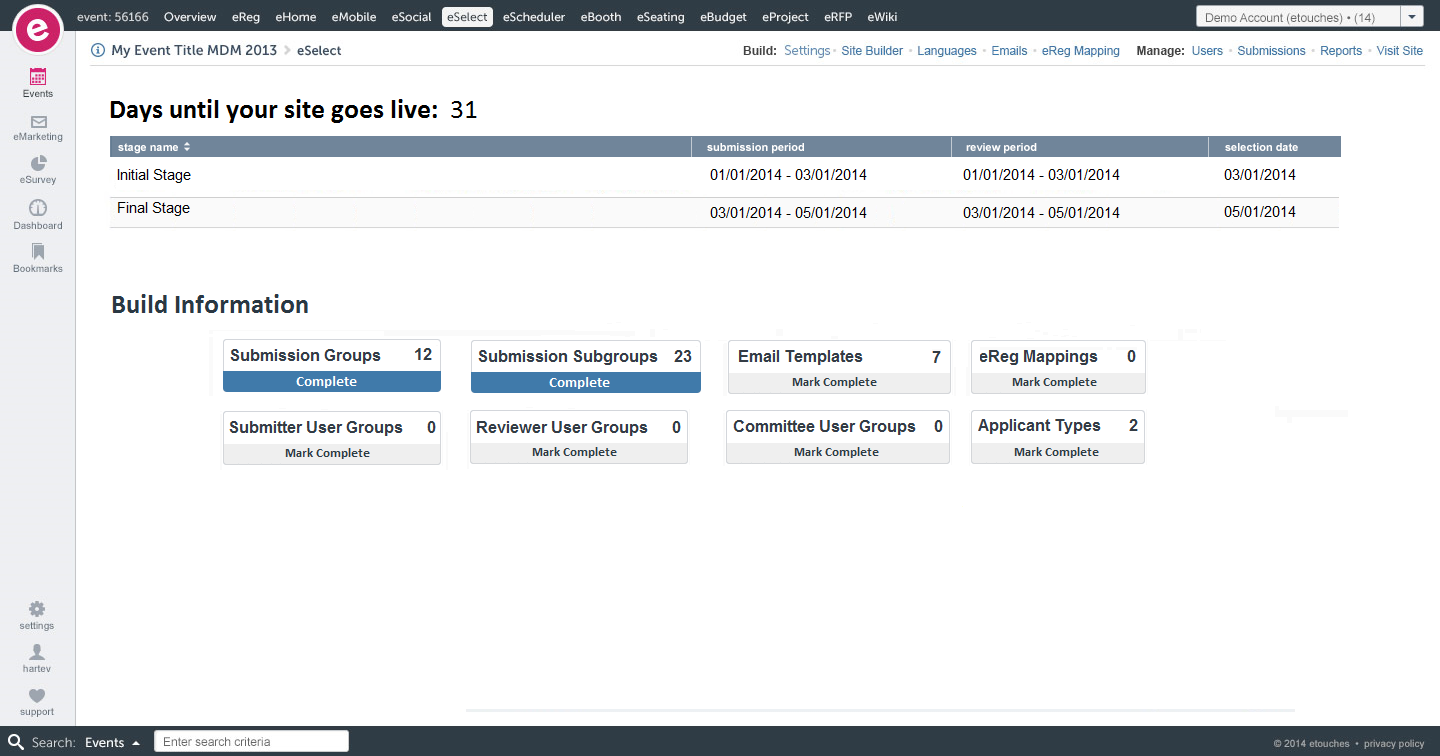 event: 56166 Overview eReg eHome eMobile eSocial eSelect eScheduler eBooth eSeating eBudget eProject eRFP eWiki Demo Account (etouches) • (14)
e
My Event Title MDM 2013 > eSelect Build: Settings • Site Builder • Languages • Emails • eReg Mapping Manage: Users • Submissions • Reports • Visit Site
Events
eMarketing
eSurvey
Dashboard
Bookmarks
settings
hartev
support
Days until your site goes live: 31
stage name submission period review period selection date
Initial Stage 01/01/2014 - 03/01/2014 01/01/2014 - 03/01/2014 03/01/2014
Final Stage 03/01/2014 - 05/01/2014 03/01/2014 - 05/01/2014 05/01/2014
Build Information
Submission Groups 12 Submission Subgroups 23 Email Templates 7 eReg Mappings 0
Complete Complete Mark Complete Mark Complete
Submitter User Groups 0 Reviewer User Groups 0 Committee User Groups 0 Applicant Types 2
Mark Complete Mark Complete Mark Complete Mark Complete
Search: Events Enter search criteria © 2014 etouches • privacy policy